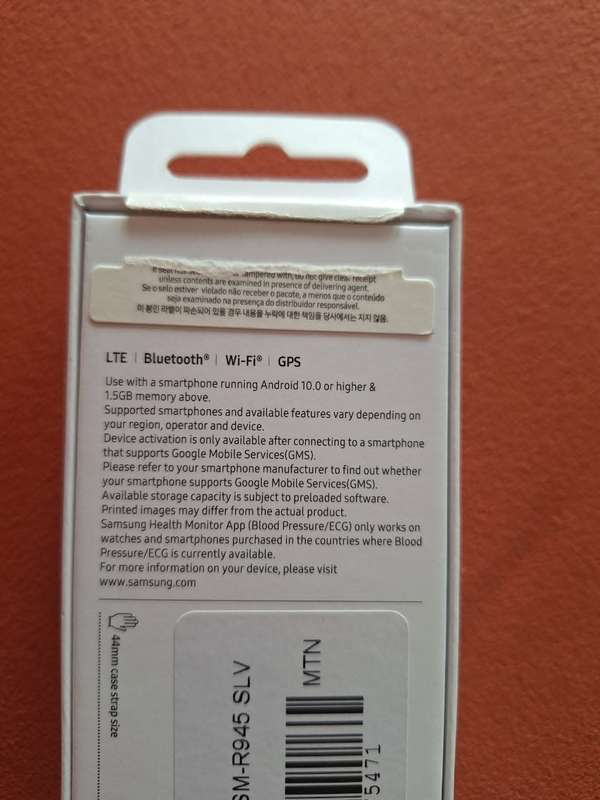 tampered with, do not give clear receipt
unless contents are examined in presence of delivering agent.
Se o selo estiver violado não receber o pacote, a menos que o conteúdo
seja examinado na presença do distribuidor responsável.
이 봉인 라벨이 파손되어 있을 경우 내용물 누락에 대한 책임을 당사에서는 지지 않음.
LTE | Bluetooth® | Wi-Fi® | GPS
Use with a smartphone running Android 10.0 or higher &
1.5GB memory above.
Supported smartphones and available features vary depending on
your region, operator and device.
Device activation is only available after connecting to a smartphone
that supports Google Mobile Services(GMS).
Please refer to your smartphone manufacturer to find out whether
your smartphone supports Google Mobile Services(GMS).
Available storage capacity is subject to preloaded software.
Printed images may differ from the actual product.
Samsung Health Monitor App (Blood Pressure/ECG) only works on
watches and smartphones purchased in the countries where Blood
Pressure/ECG is currently available.
For more information on your device, please visit
www.samsung.com
44mm case strap size
SM-R945 SLV
MTN
5471